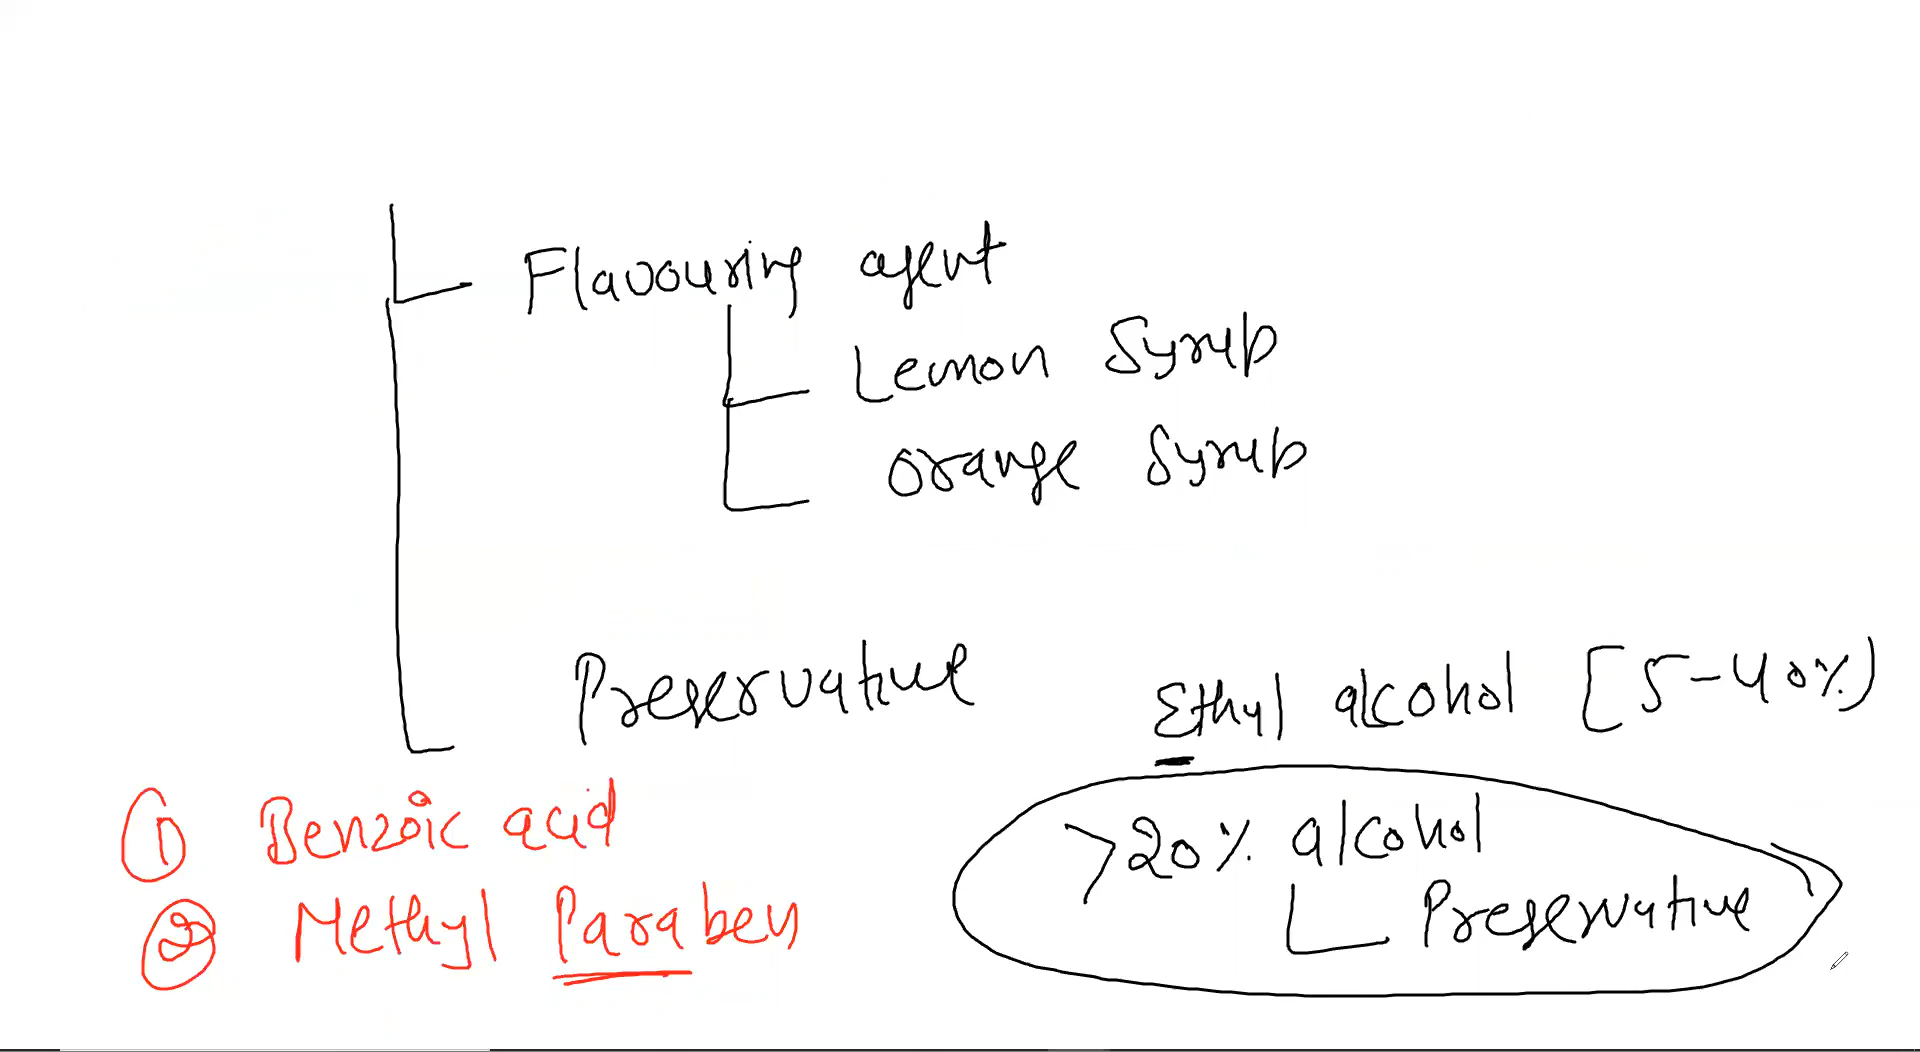 Flavouring agent
Lemon Syrup
Orange Syrup
Preservative
Ethyl alcohol [5-40%)
① Benzoic acid
>20% alcohol
Preservative
② Methyl Paraben